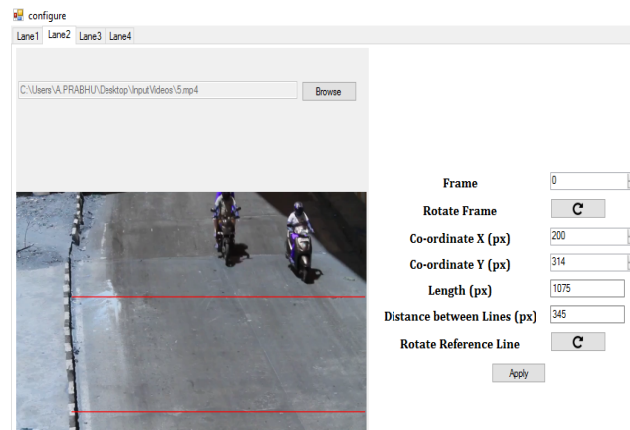 configure
Lane1 Lane2 Lane3 Lane4
C:\Users\A.PRABHU\Desktop\InputVideos\5.mp4 Browse
Frame 0
Rotate Frame
Co-ordinate X (px) 200
Co-ordinate Y (px) 314
Length (px) 1075
Distance between Lines (px) 345
Rotate Reference Line
Apply